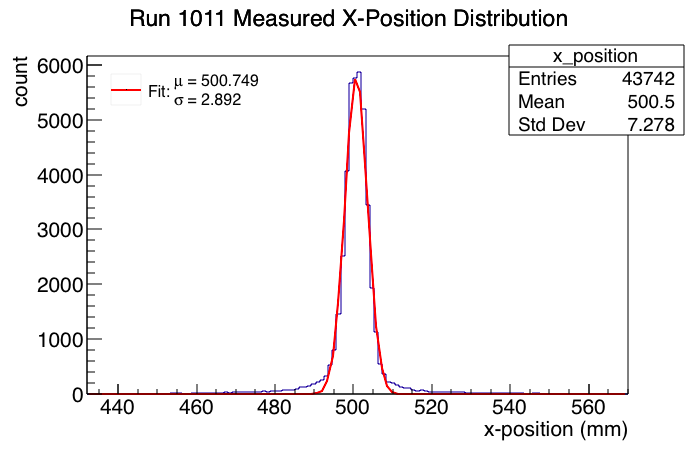 Run 1011 Measured X-Position Distribution
x_position
Entries 43742
Mean 500.5
Std Dev 7.278
Fit: μ = 500.749
σ = 2.892
count
6000
5000
4000
3000
2000
1000
0
440 460 480 500 520 540 560
x-position (mm)